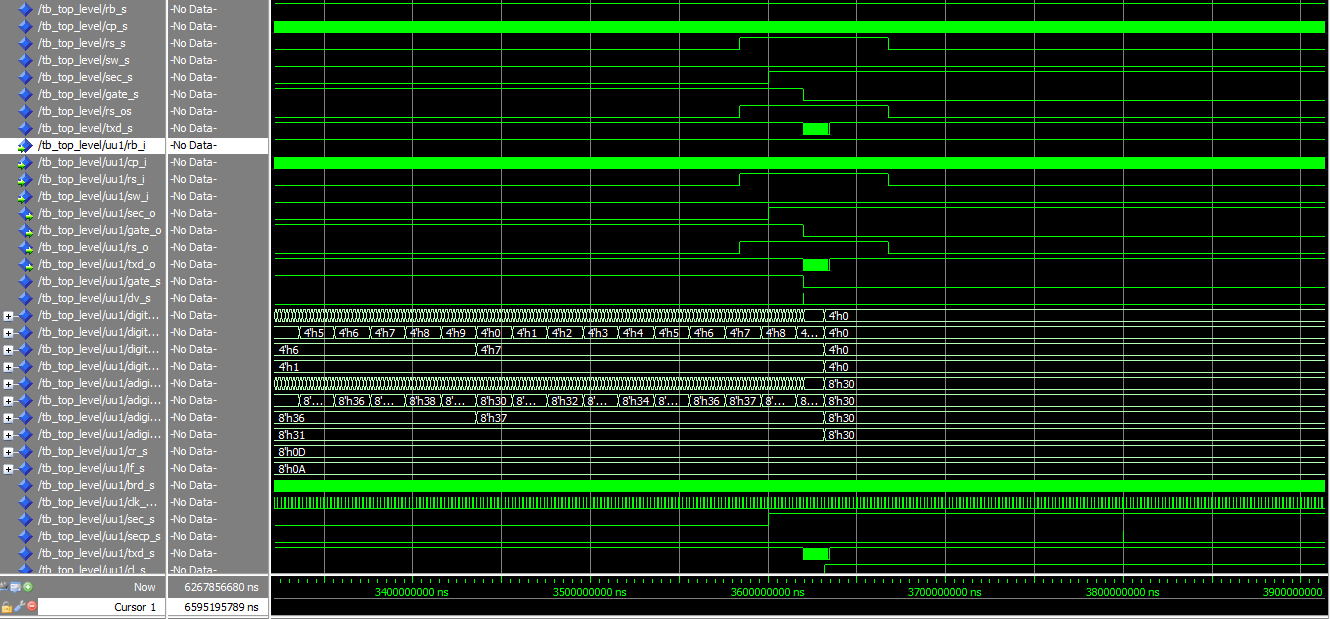 /tb_top_level/rb_s -No Data-
/tb_top_level/cp_s -No Data-
/tb_top_level/rs_s -No Data-
/tb_top_level/sw_s -No Data-
/tb_top_level/sec_s -No Data-
/tb_top_level/gate_s -No Data-
/tb_top_level/rs_os -No Data-
/tb_top_level/txd_s -No Data-
/tb_top_level/uu1/rb_i -No Data-
/tb_top_level/uu1/cp_i -No Data-
/tb_top_level/uu1/rs_i -No Data-
/tb_top_level/uu1/sw_i -No Data-
/tb_top_level/uu1/sec_o -No Data-
/tb_top_level/uu1/gate_o -No Data-
/tb_top_level/uu1/rs_o -No Data-
/tb_top_level/uu1/txd_o -No Data-
/tb_top_level/uu1/gate_s -No Data-
/tb_top_level/uu1/dv_s -No Data-
/tb_top_level/uu1/digit... -No Data- 4'h0
/tb_top_level/uu1/digit... -No Data- 4'h5 4'h6 4'h7 4'h8 4'h9 4'h0 4'h1 4'h2 4'h3 4'h4 4'h5 4'h6 4'h7 4'h8 4... 4'h0
/tb_top_level/uu1/digit... -No Data- 4'h6 4'h7 4'h0
/tb_top_level/uu1/digit... -No Data- 4'h1 4'h0
/tb_top_level/uu1/adigi... -No Data- 8'h30
/tb_top_level/uu1/adigi... -No Data- 8'... 8'h36 8'... 8'h38 8'... 8'h30 8'... 8'h32 8'... 8'h34 8'... 8'h36 8'h37 8'... 8... 8'h30
/tb_top_level/uu1/adigi... -No Data- 8'h36 8'h37 8'h30
/tb_top_level/uu1/adigi... -No Data- 8'h31 8'h30
/tb_top_level/uu1/cr_s -No Data- 8'h0D
/tb_top_level/uu1/lf_s -No Data- 8'h0A
/tb_top_level/uu1/brd_s -No Data-
/tb_top_level/uu1/clk_... -No Data-
/tb_top_level/uu1/sec_s -No Data-
/tb_top_level/uu1/secp_s -No Data-
/tb_top_level/uu1/txd_s -No Data-
/tb_top_level/uu1/cl_s -No Data-
Now 6267856680 ns
3400000000 ns 3500000000 ns 3600000000 ns 3700000000 ns 3800000000 ns 3900000000
Cursor 1 6595195789 ns